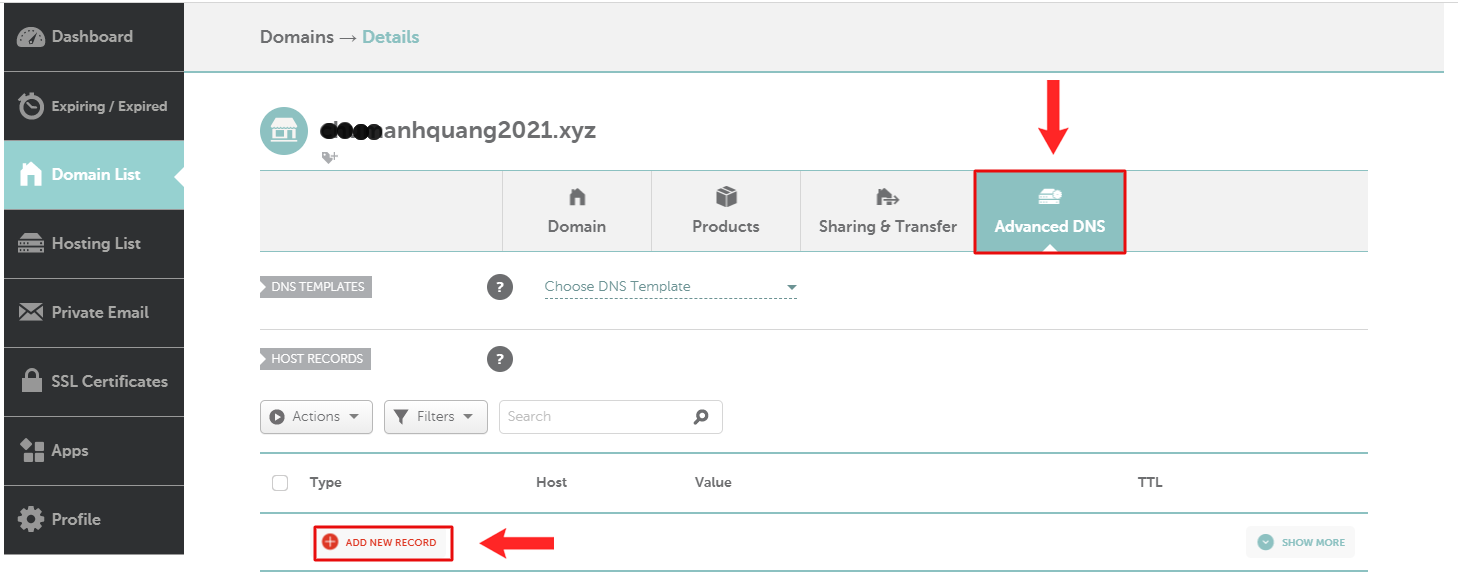 Dashboard
Expiring / Expired
Domain List
Hosting List
Private Email
SSL Certificates
Apps
Profile
Domains → Details
anhquang2021.xyz
Domain
Products
Sharing & Transfer
Advanced DNS
DNS TEMPLATES ? Choose DNS Template
HOST RECORDS ?
Actions Filters Search
Type Host Value TTL
ADD NEW RECORD SHOW MORE